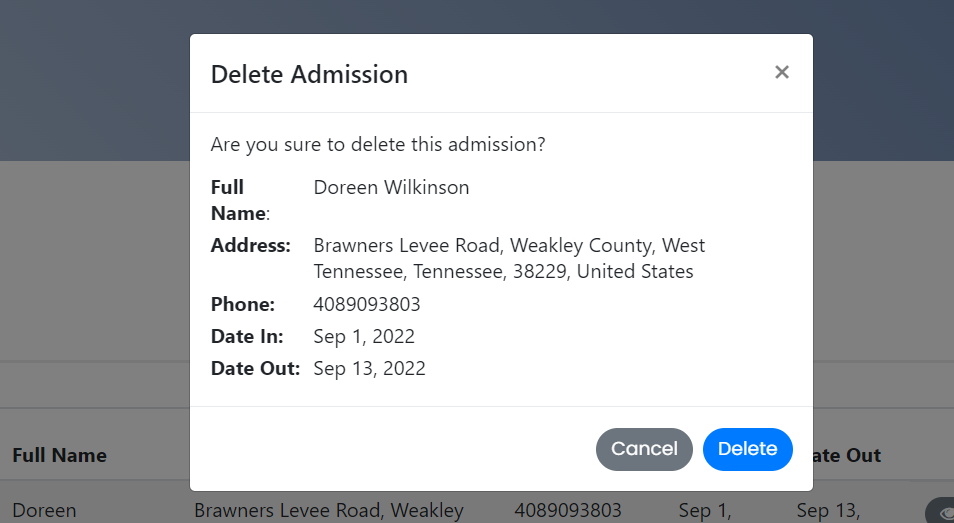 Delete Admission
×
Are you sure to delete this admission?
Full Name: Doreen Wilkinson
Address: Brawners Levee Road, Weakley County, West
Tennessee, Tennessee, 38229, United States
Phone: 4089093803
Date In: Sep 1, 2022
Date Out: Sep 13, 2022
Cancel Delete
Full Name ate Out
Doreen Brawners Levee Road, Weakley 4089093803 Sep 1, Sep 13,